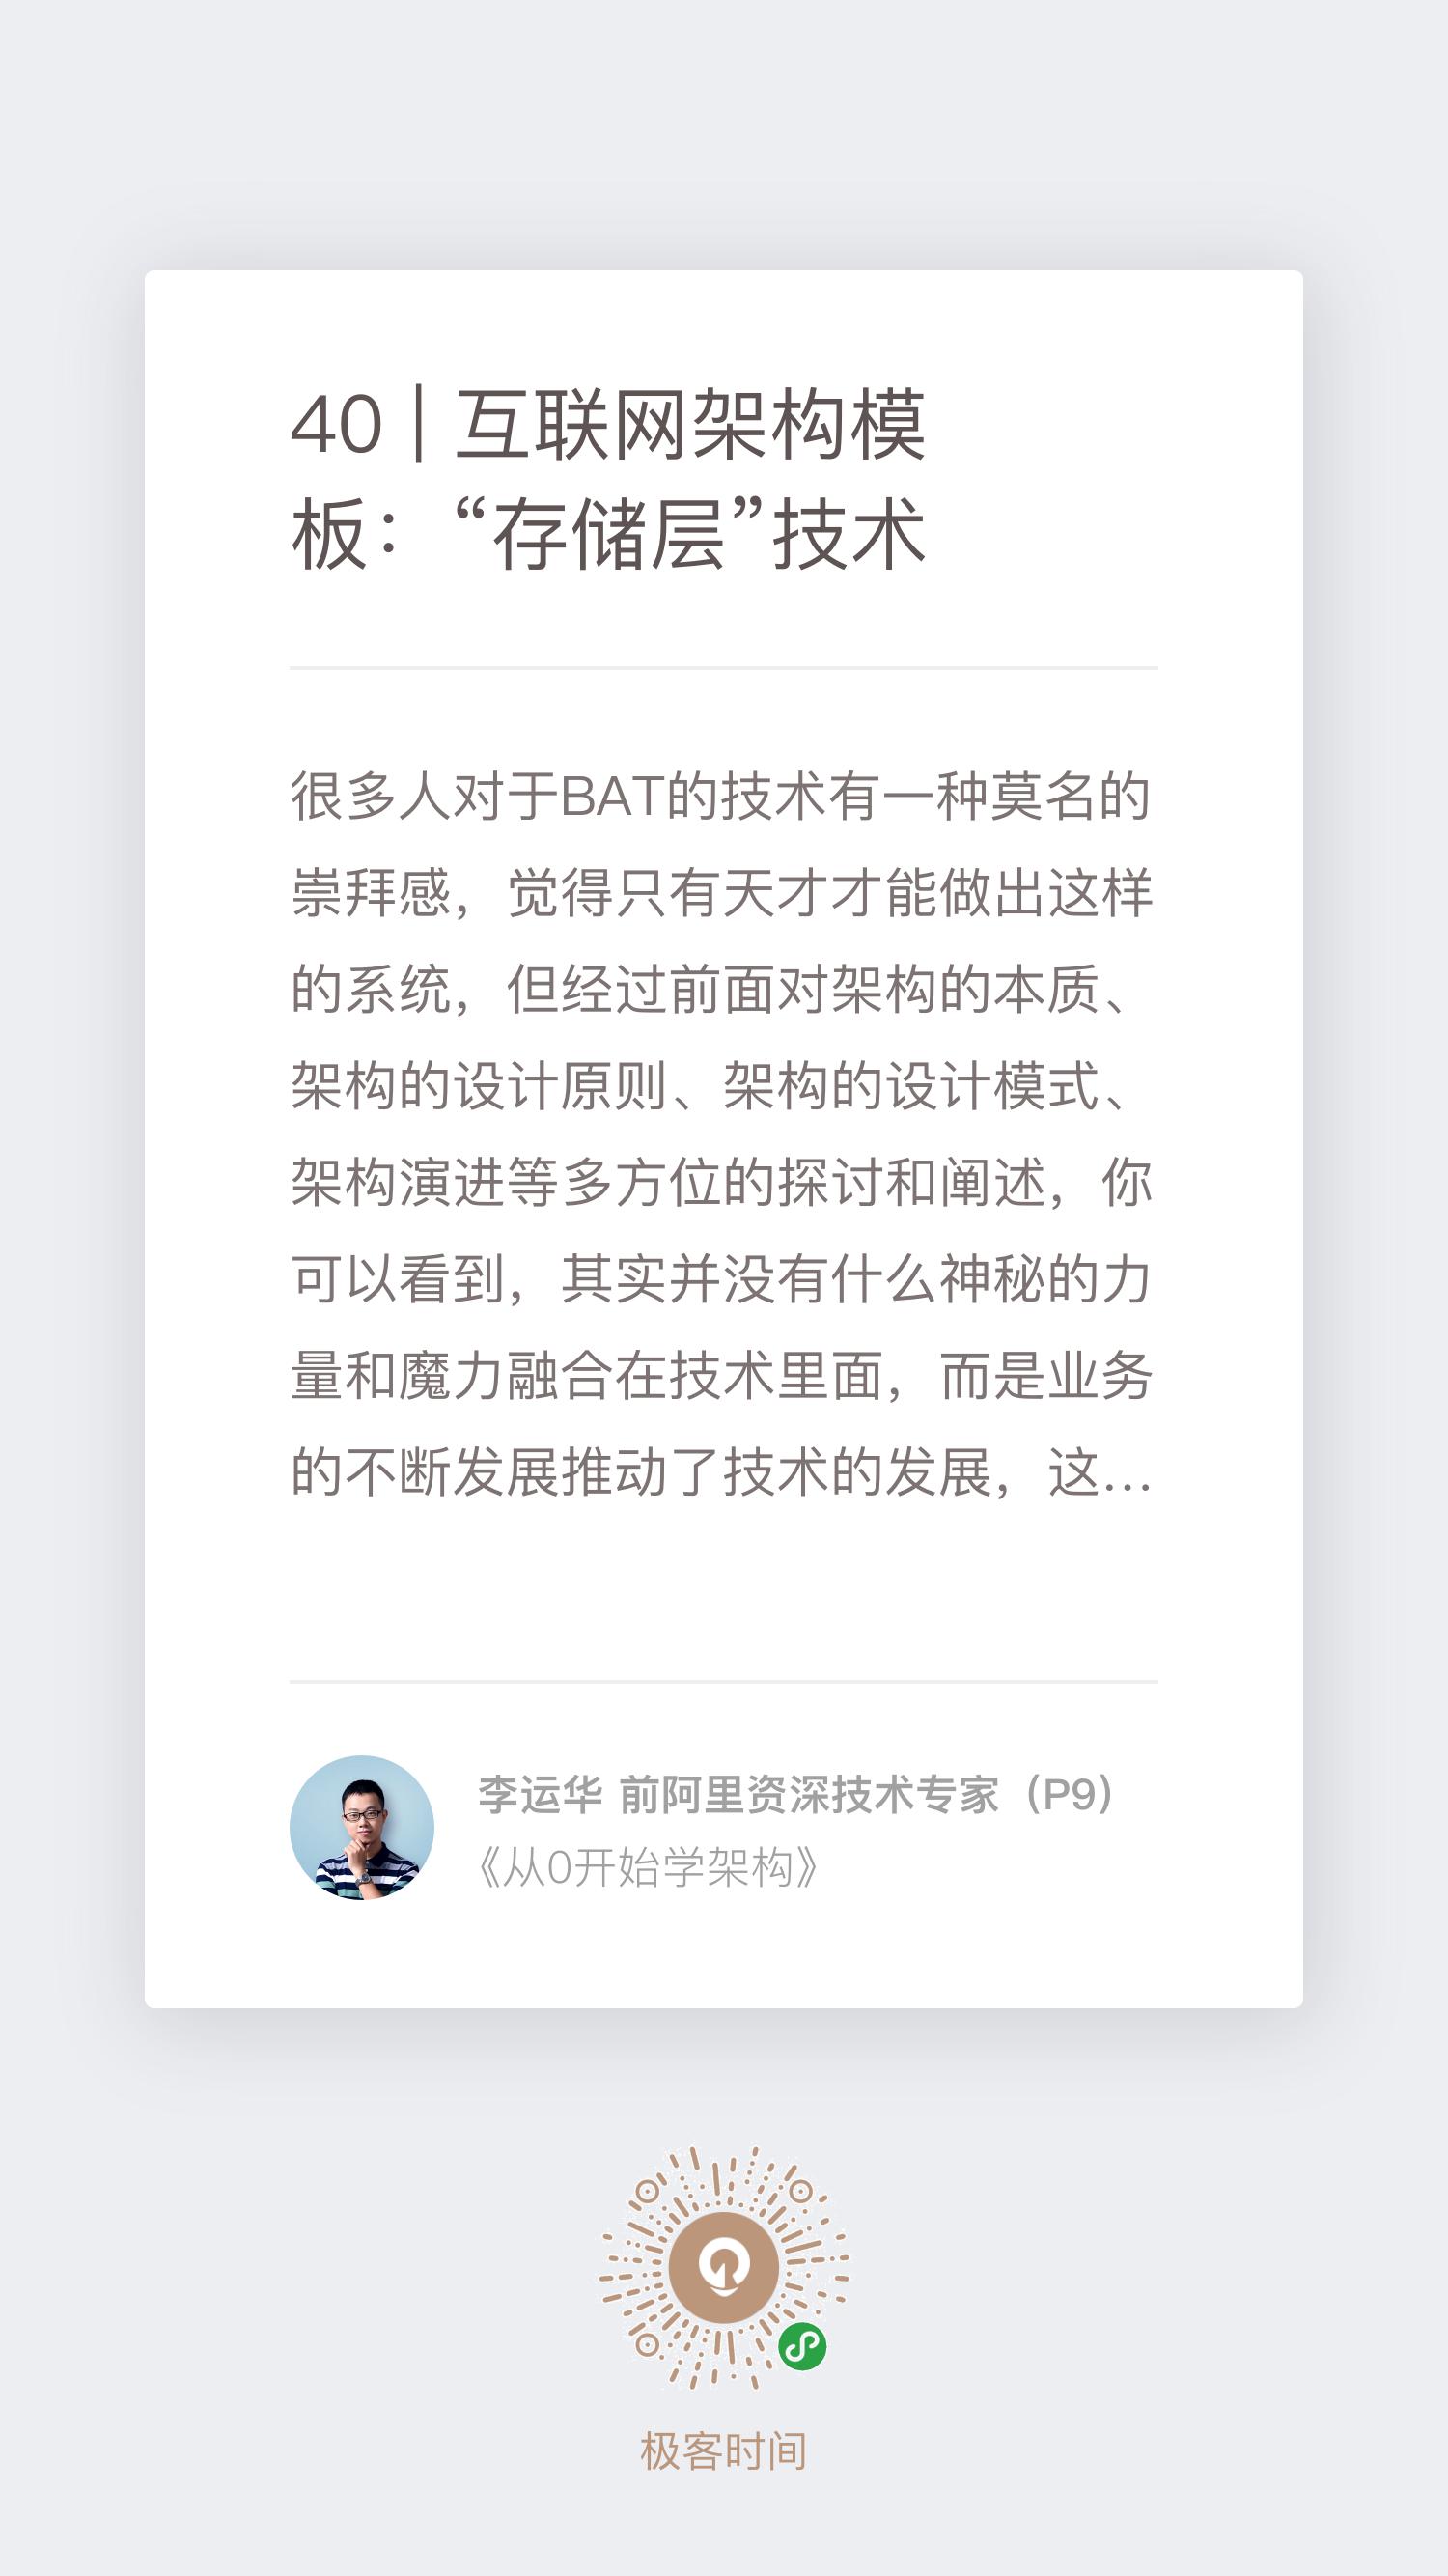 40 | 互联网架构模
板：“存储层”技术
很多人对于BAT的技术有一种莫名的
崇拜感，觉得只有天才才能做出这样
的系统，但经过前面对架构的本质、
架构的设计原则、架构的设计模式、
架构演进等多方位的探讨和阐述，你
可以看到，其实并没有什么神秘的力
量和魔力融合在技术里面，而是业务
的不断发展推动了技术的发展，这...
李运华 前阿里资深技术专家（P9）
《从0开始学架构》
极客时间